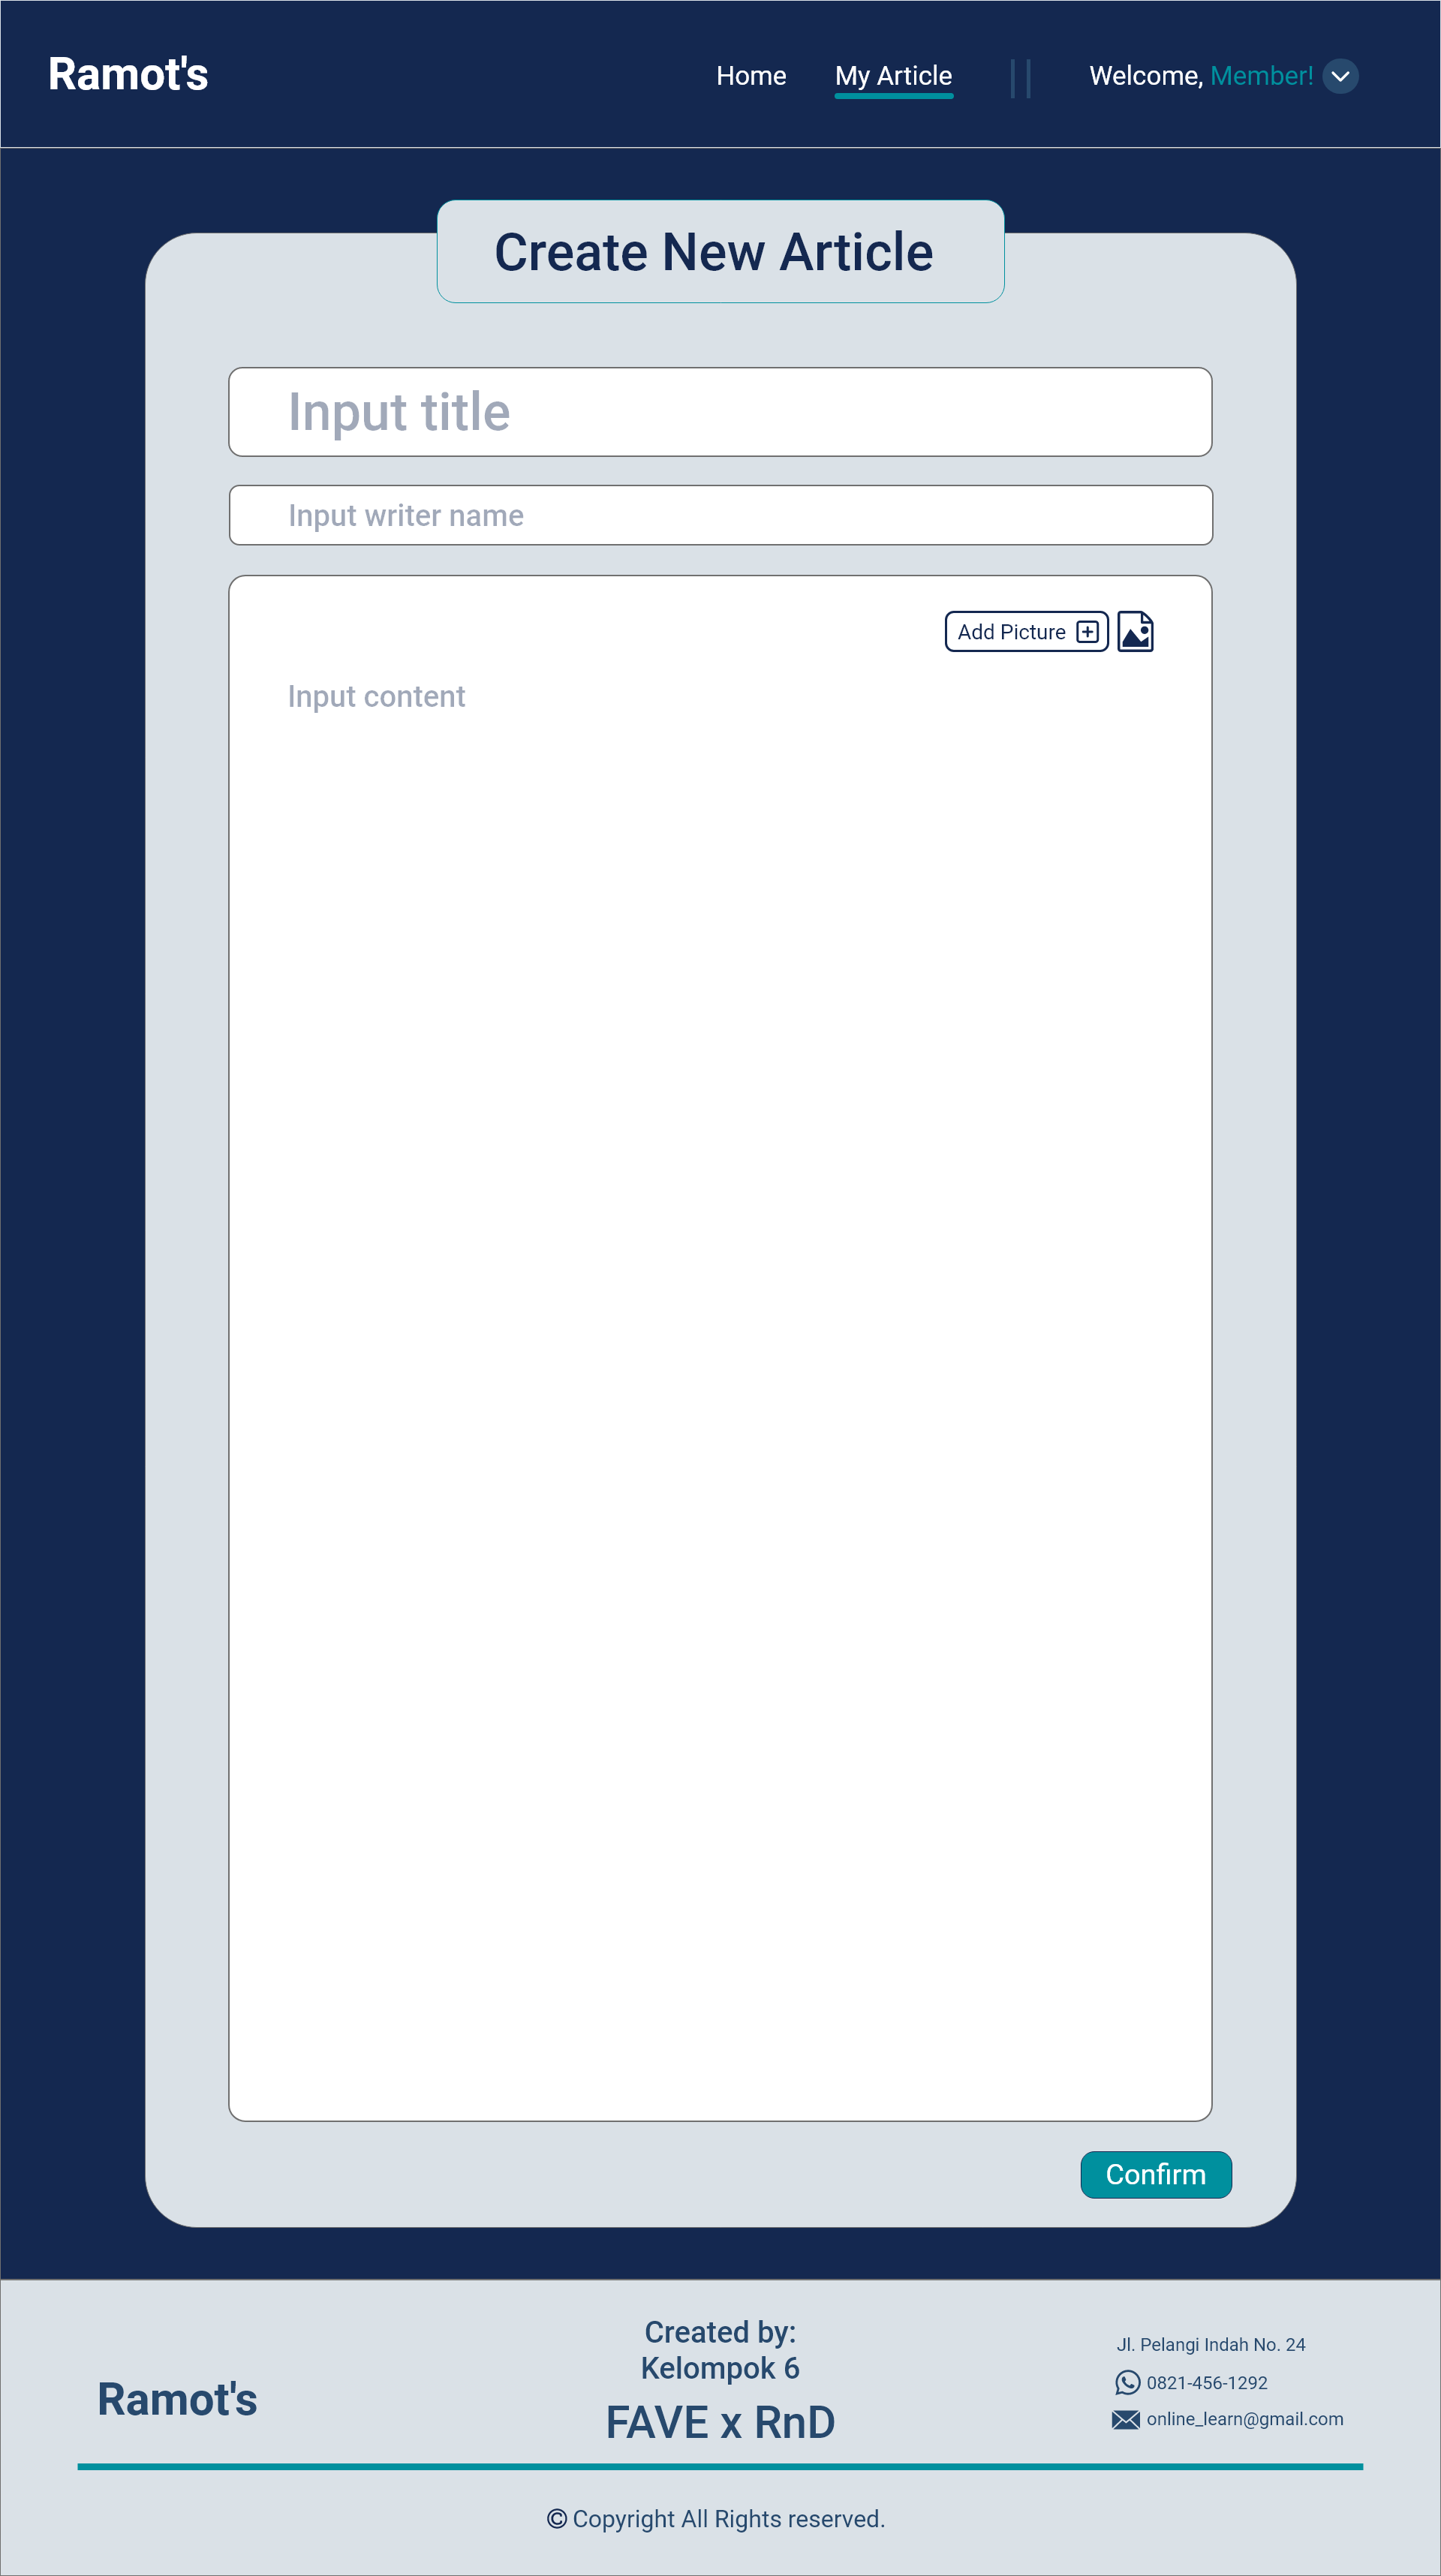 Ramot's
Home My Article Welcome, Member!
Create New Article
Input title
Input writer name
Add Picture
Input content
Confirm
Created by:
Kelompok 6
FAVE x RnD
Ramot's
Jl. Pelangi Indah No. 24
0821-456-1292
online_learn@gmail.com
© Copyright All Rights reserved.